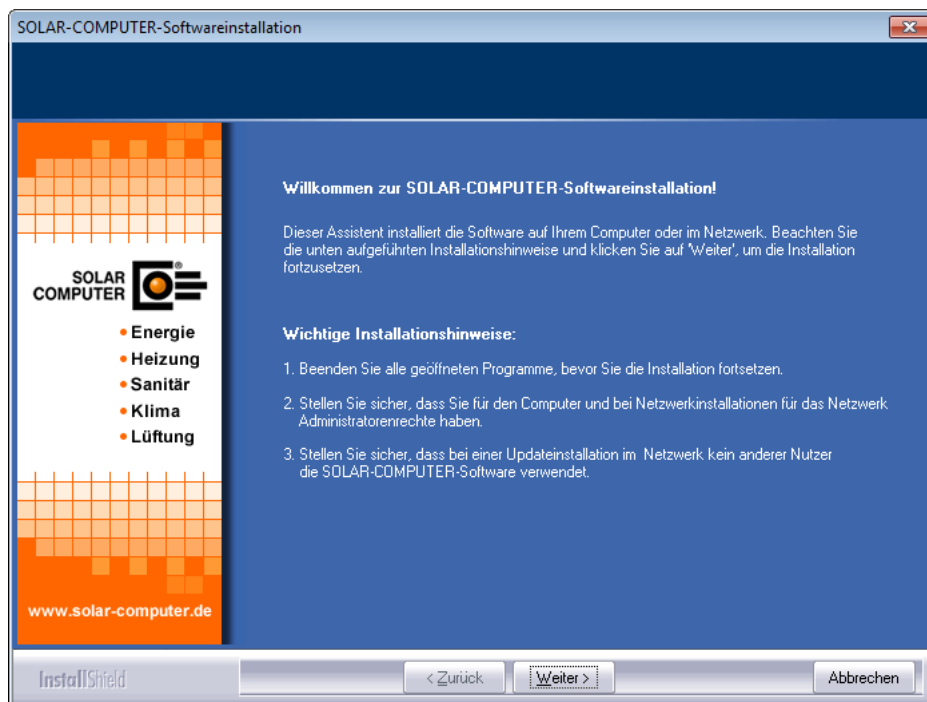 SOLAR-COMPUTER-Softwareinstallation
SOLAR
COMPUTER
®
Energie
Heizung
Sanitär
Klima
Lüftung
www.solar-computer.de
Willkommen zur SOLAR-COMPUTER-Softwareinstallation!
Dieser Assistent installiert die Software auf Ihrem Computer oder im Netzwerk. Beachten Sie
die unten aufgeführten Installationshinweise und klicken Sie auf 'Weiter', um die Installation
fortzusetzen.
Wichtige Installationshinweise:
1. Beenden Sie alle geöffneten Programme, bevor Sie die Installation fortsetzen.
2. Stellen Sie sicher, dass Sie für den Computer und bei Netzwerkinstallationen für das Netzwerk
Administratorenrechte haben.
3. Stellen Sie sicher, dass bei einer Updateinstallation im Netzwerk kein anderer Nutzer
die SOLAR-COMPUTER-Software verwendet.
InstallShield
< Zurück
Weiter >
Abbrechen